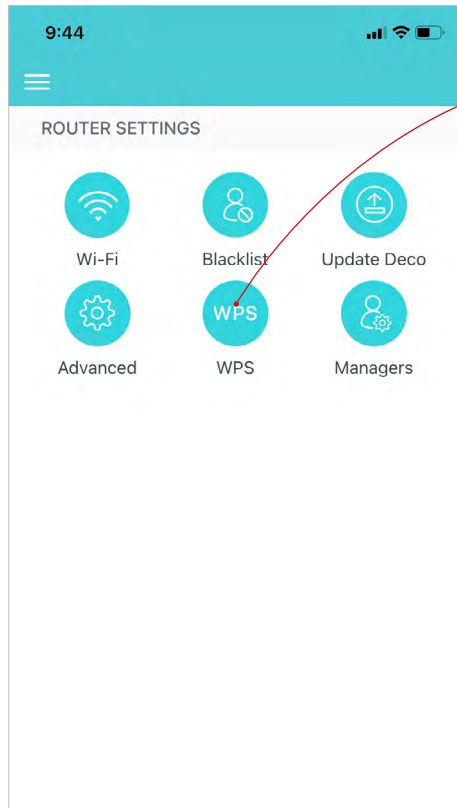 9:44
ROUTER SETTINGS
Wi-Fi Blacklist Update Deco
WPS
Advanced WPS Managers